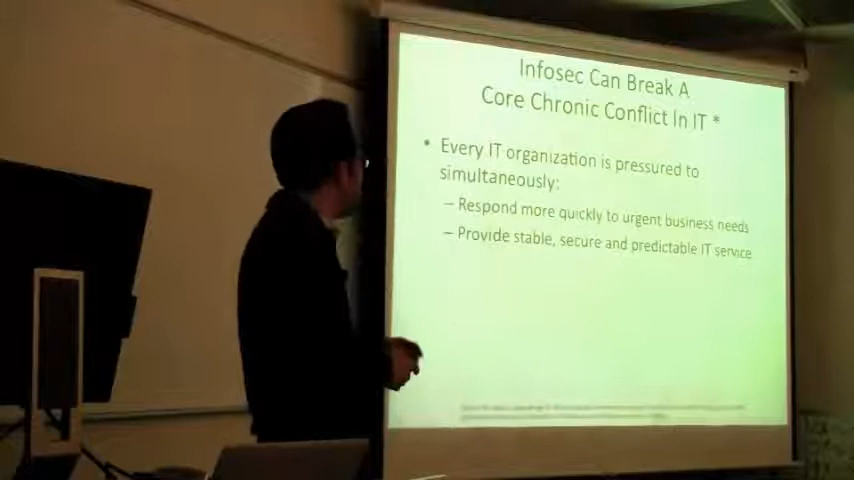 Infosec Can Break A
Core Chronic Conflict In IT *
• Every IT organization is pressured to
simultaneously:
– Respond more quickly to urgent business needs
– Provide stable, secure and predictable IT service